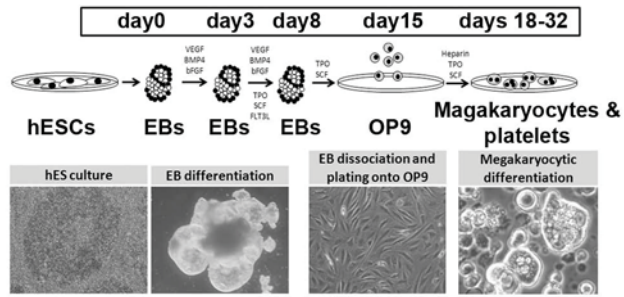 day0 day3 day8 day15 days 18-32
VEGF
BMP4
bFGF
VEGF
BMP4
bFGF
TPO
SCF
FLT3L
TPO
SCF
Heparin
TPO
SCF
hESCs EBs EBs EBs OP9 Magakaryocytes &
platelets
hES culture
EB differentiation
EB dissociation and
plating onto OP9
Megakaryocytic
differentiation